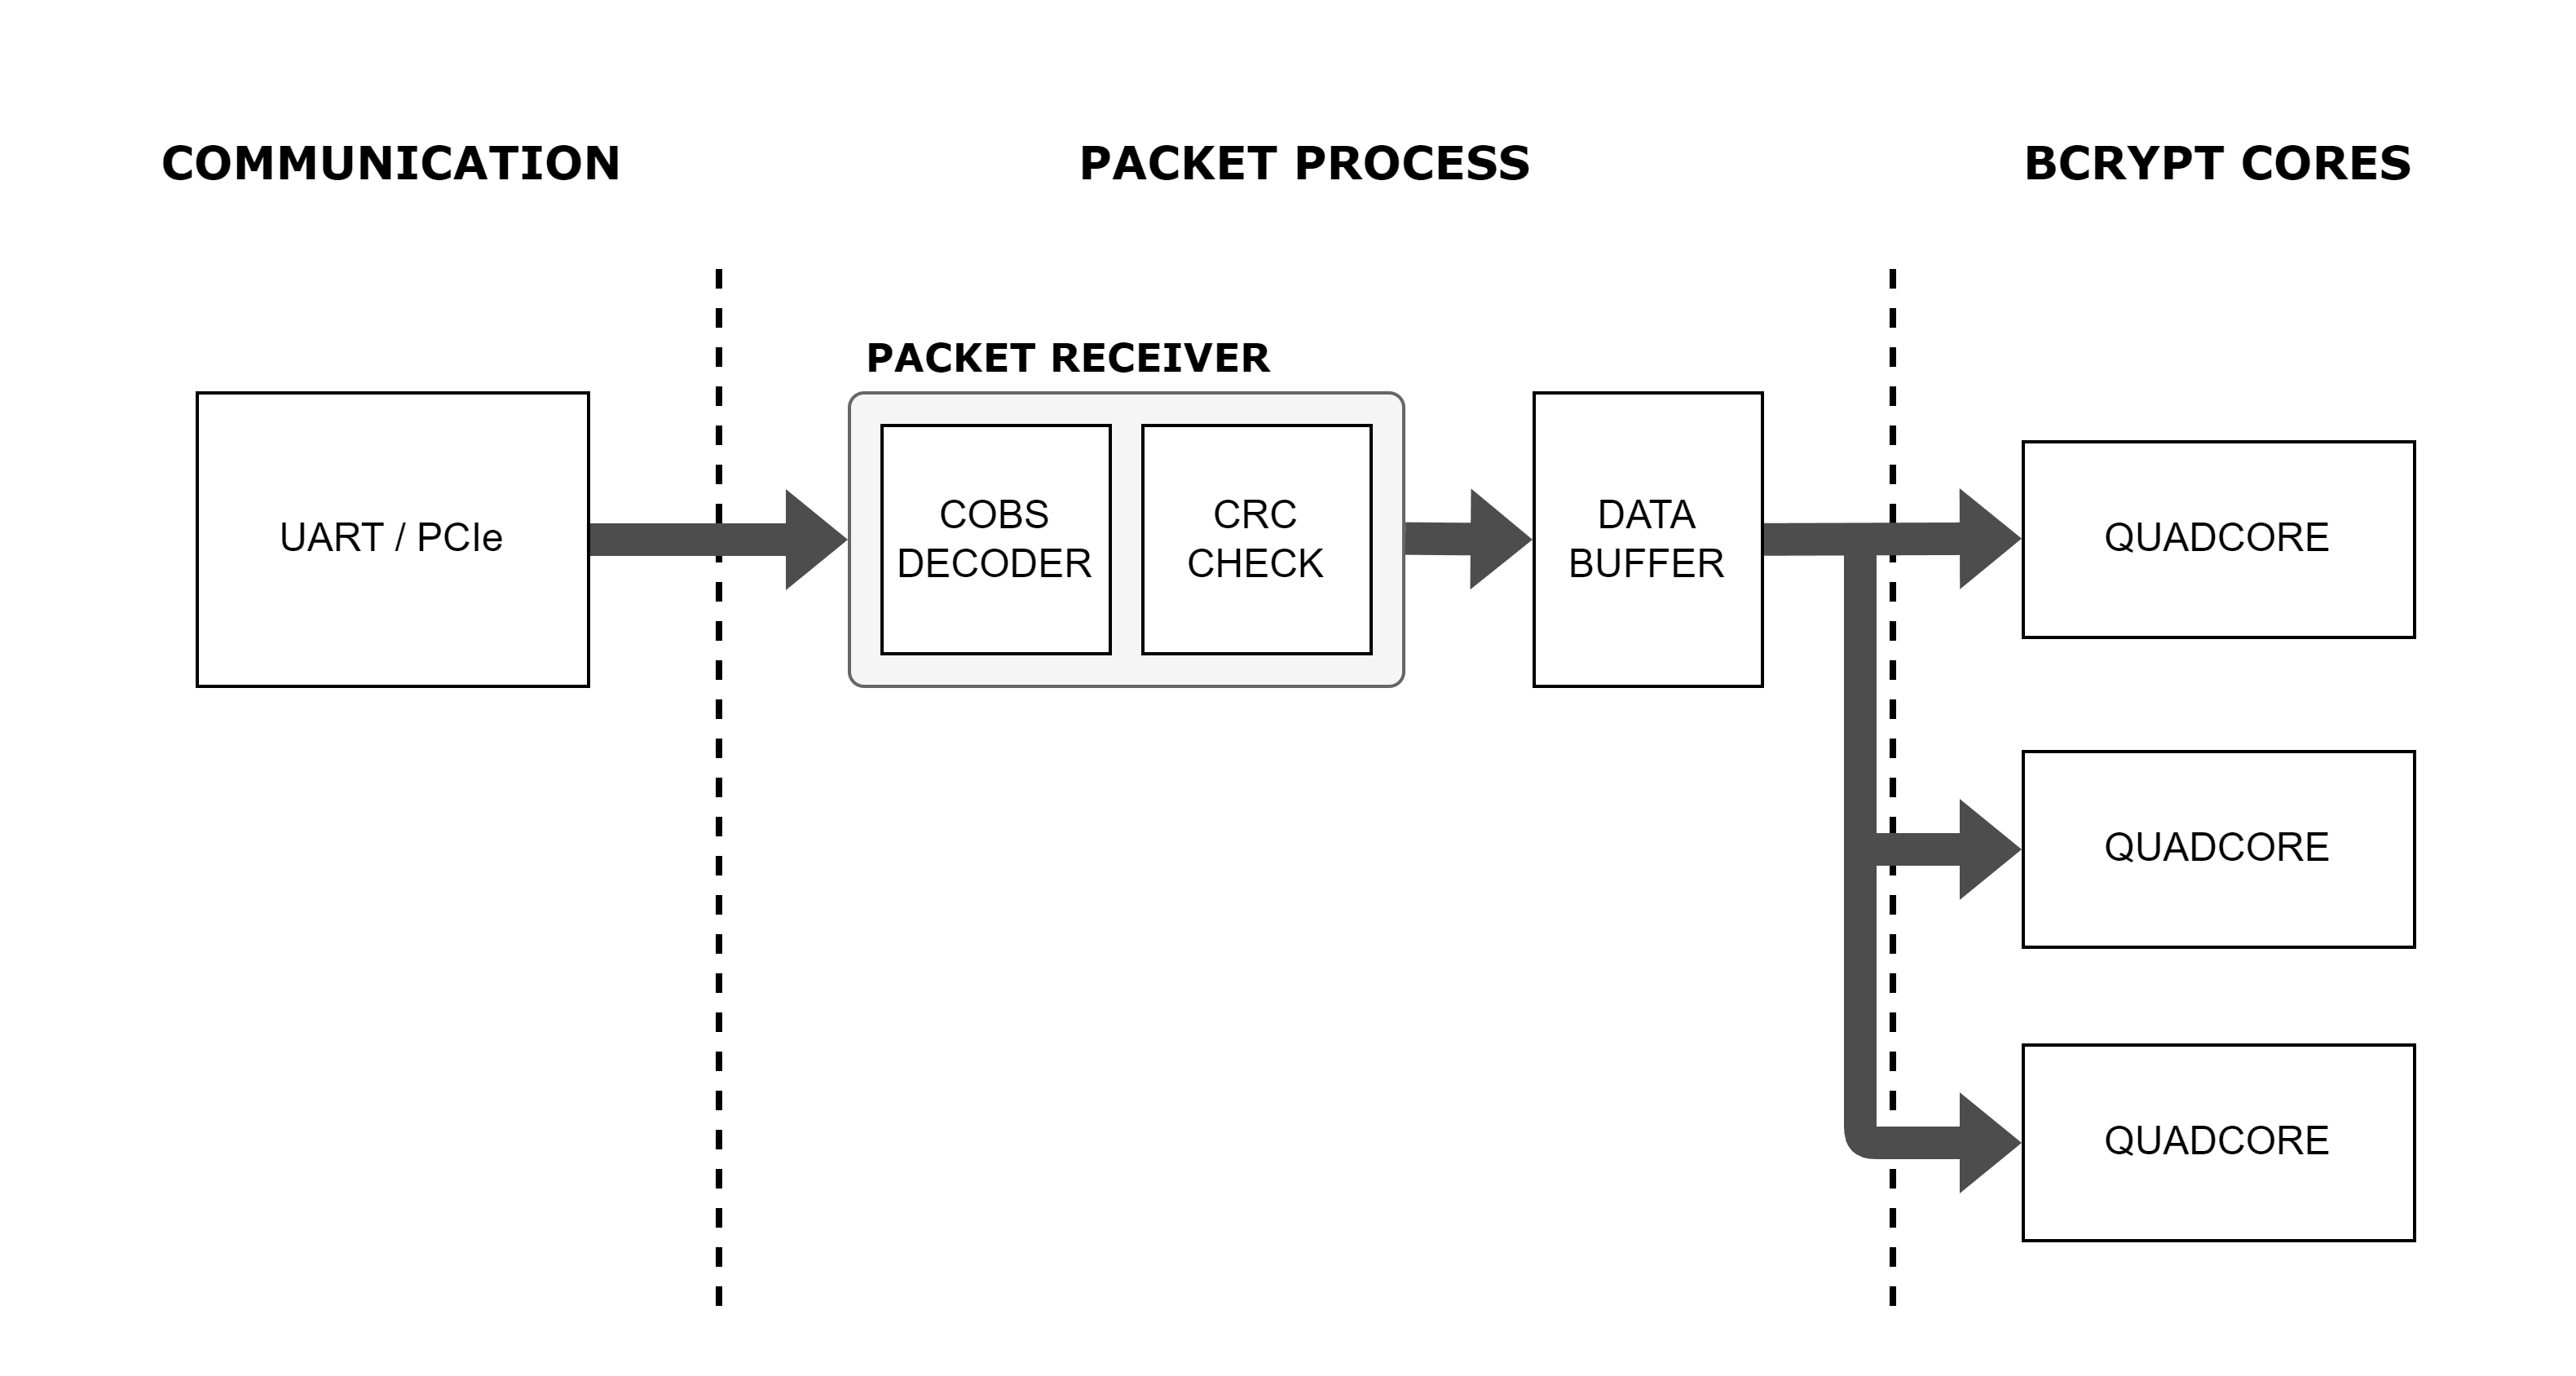 COMMUNICATION
PACKET PROCESS
BCRYPT CORES
PACKET RECEIVER
UART / PCIe
COBS
DECODER
CRC
CHECK
DATA
BUFFER
QUADCORE
QUADCORE
QUADCORE